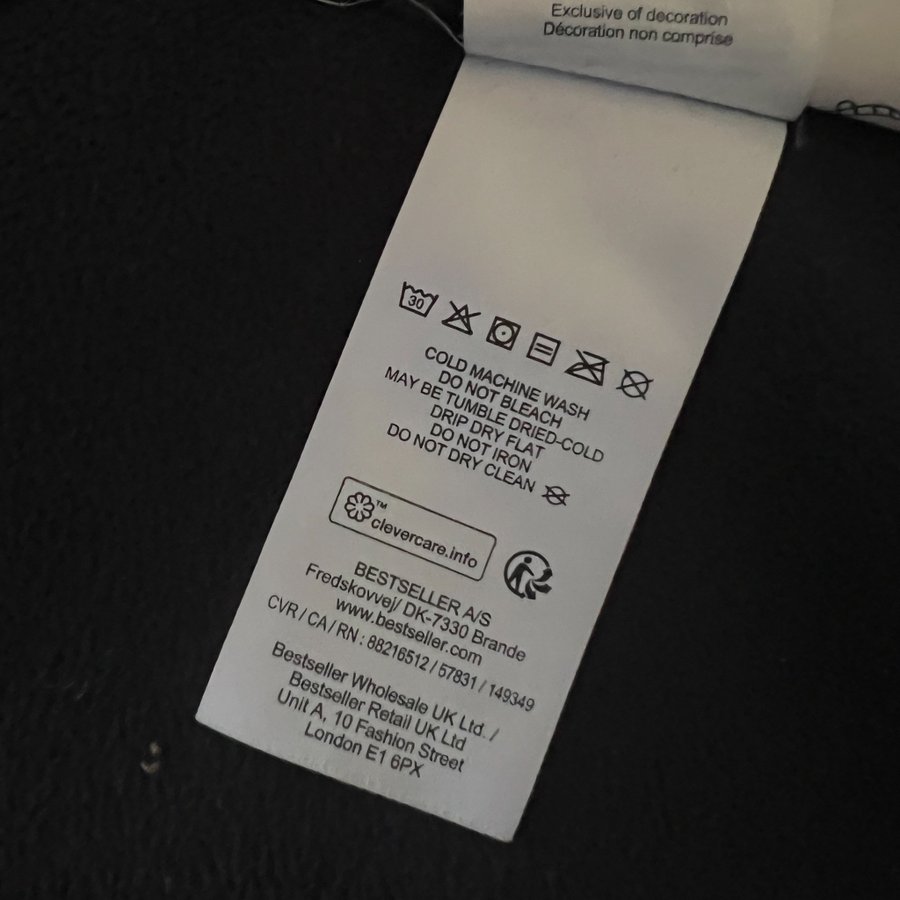 Exclusive of decoration
Décoration non comprise
30
COLD MACHINE WASH
DO NOT BLEACH
MAY BE TUMBLE DRIED-COLD
DRIP DRY FLAT
DO NOT IRON
DO NOT DRY CLEAN
™
clevercare.info
BESTSELLER A/S
Fredskovvej/ DK-7330 Brande
www.bestseller.com
CVR / CA / RN : 88216512 / 57831 / 149349
Bestseller Wholesale UK Ltd. /
Bestseller Retail UK Ltd
Unit A, 10 Fashion Street
London E1 6PX